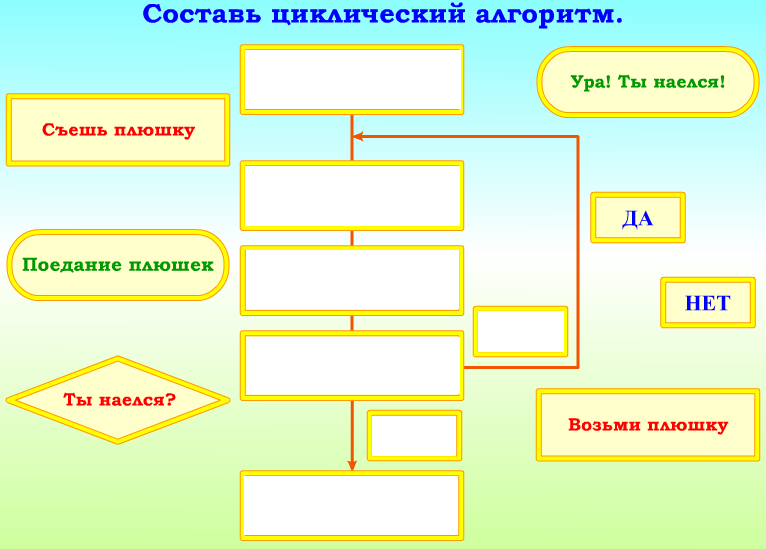 Составь циклический алгоритм.
Ура! Ты наелся!
Съешь плюшку
ДА
Поедание плюшек
НЕТ
Ты наелся?
Возьми плюшку